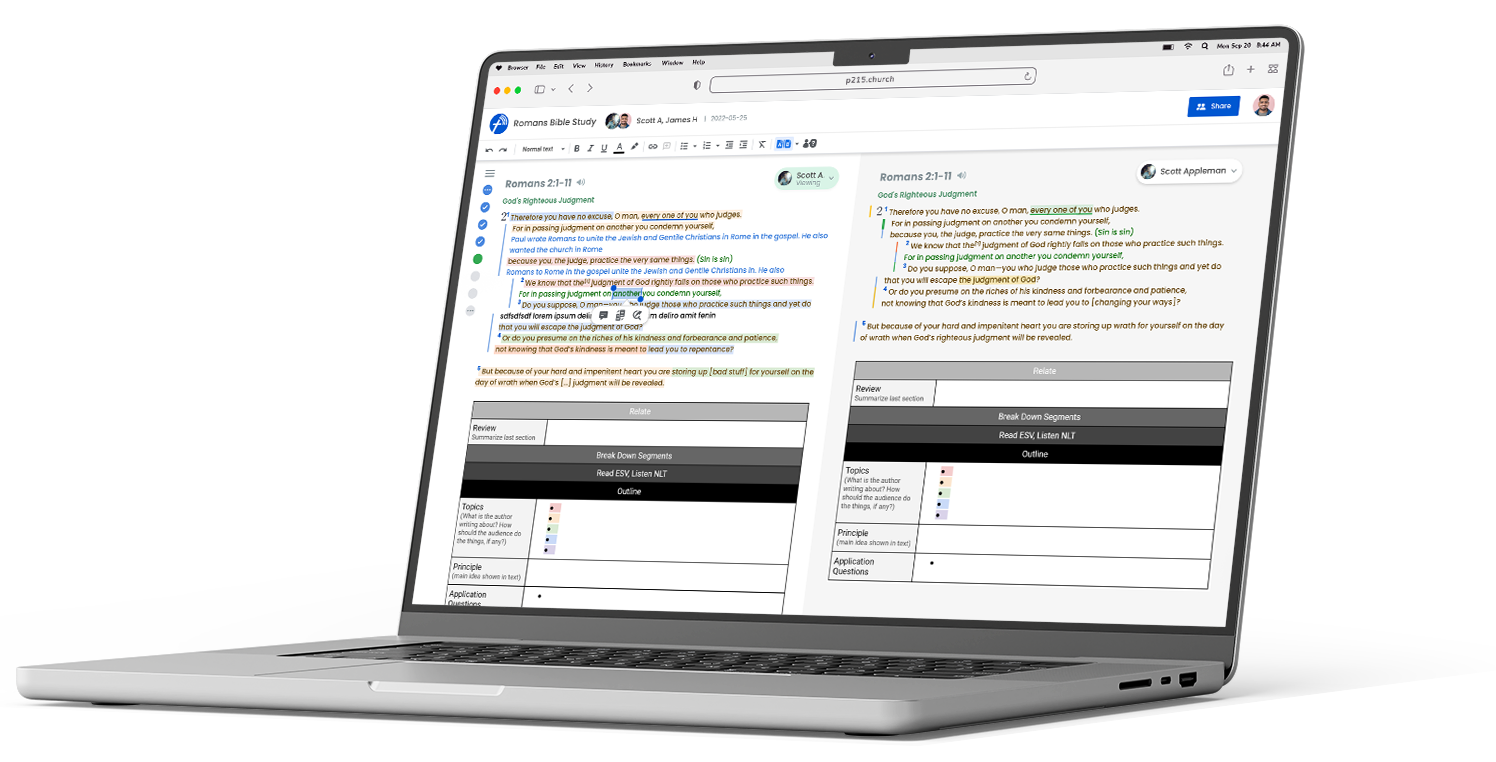 Browser File Edit View History Bookmarks Window Help
Mon Sep 20 8:44 AM
p215.church
Romans Bible Study
Scott A, James H | 2022-05-25
Share
Normal text
B I U A
Romans 2:1-11
Scott A.
Viewing
God's Righteous Judgment
2 1 Therefore you have no excuse, O man, every one of you who judges.
For in passing judgment on another you condemn yourself,
Paul wrote Romans to unite the Jewish and Gentile Christians in Rome in the gospel. He also
wanted the church in Rome
because you, the judge, practice the very same things. (Sin is sin)
Romans to Rome in the gospel unite the Jewish and Gentile Christians in. He also
2 We know that the judgment of God rightly falls on those who practice such things.
For in passing judgment on another you condemn yourself,
3 Do you suppose, O man—you who judge those who practice such things and yet do
sdfsdfsdf lorem ipsum deliro amit fenin
that you will escape the judgment of God?
4 Or do you presume on the riches of his kindness and forbearance and patience,
not knowing that God's kindness is meant to lead you to repentance?
5 But because of your hard and impenitent heart you are storing up [bad stuff] for yourself on the
day of wrath when God's [...] judgment will be revealed.
Relate
Review
Summarize last section
Break Down Segments
Read ESV, Listen NLT
Outline
Topics
(What is the author
writing about? How
should the audience do
the things, if any?)
Principle
(main idea shown in text)
Application
Questions
Romans 2:1-11
Scott Appleman
God's Righteous Judgment
2 1 Therefore you have no excuse, O man, every one of you who judges.
For in passing judgment on another you condemn yourself,
because you, the judge, practice the very same things. (Sin is sin)
2 We know that the judgment of God rightly falls on those who practice such things.
For in passing judgment on another you condemn yourself,
3 Do you suppose, O man—you who judge those who practice such things and yet do
that you will escape the judgment of God?
4 Or do you presume on the riches of his kindness and forbearance and patience,
not knowing that God's kindness is meant to lead you to [changing your ways]?
5 But because of your hard and impenitent heart you are storing up wrath for yourself on the day
of wrath when God's righteous judgment will be revealed.
Relate
Review
Summarize last section
Break Down Segments
Read ESV, Listen NLT
Outline
Topics
(What is the author
writing about? How
should the audience do
the things, if any?)
Principle
(main idea shown in text)
Application
Questions